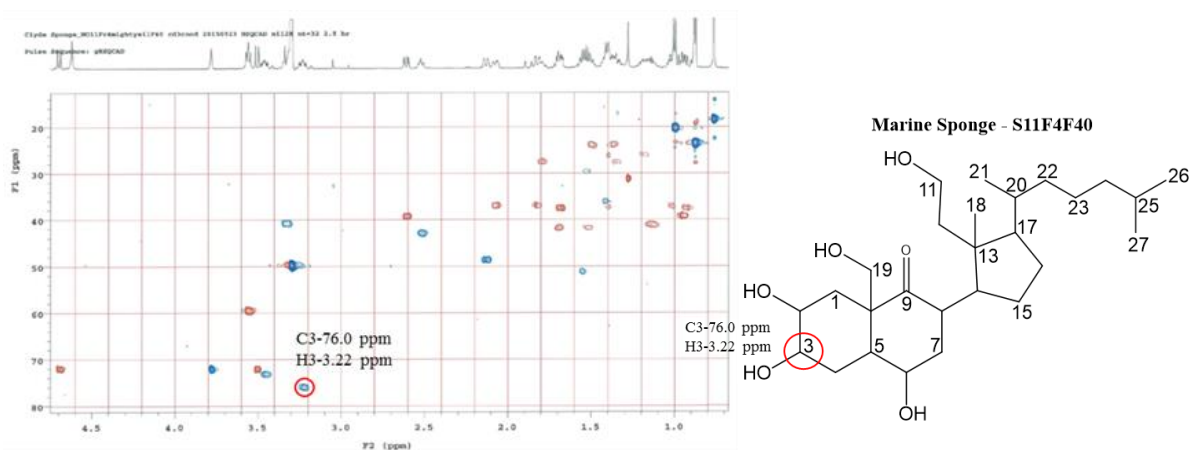 Pulse Sequence: gHSQCAD
F1 (ppm)
20
30
40
50
60
70
80
4.5
4.0
3.5
3.0
2.5
2.0
1.5
1.0
F2 (ppm)
C3-76.0 ppm
H3-3.22 ppm
Marine Sponge - S11F4F40
HO
11
21
20
22
23
25
26
27
18
17
13
HO
19
O
15
HO
1
9
C3-76.0 ppm
H3-3.22 ppm
3
5
7
HO
OH